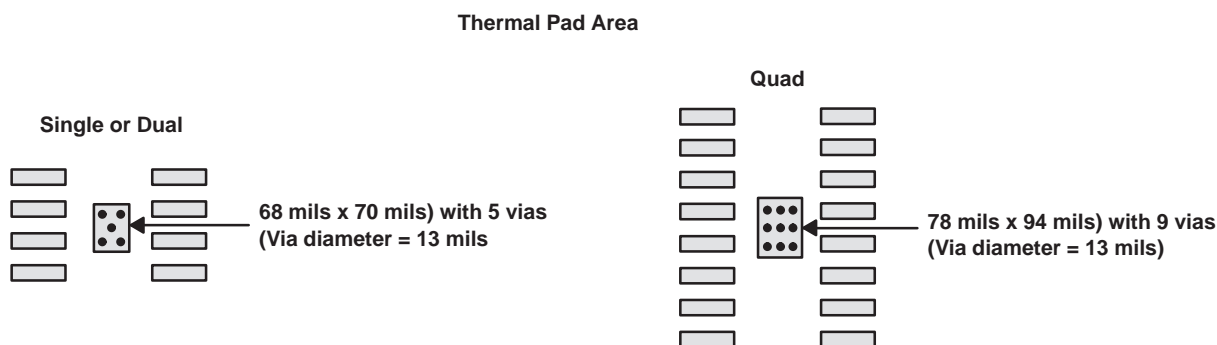 Thermal Pad Area
Single or Dual
68 mils x 70 mils) with 5 vias
(Via diameter = 13 mils
Quad
78 mils x 94 mils) with 9 vias
(Via diameter = 13 mils)